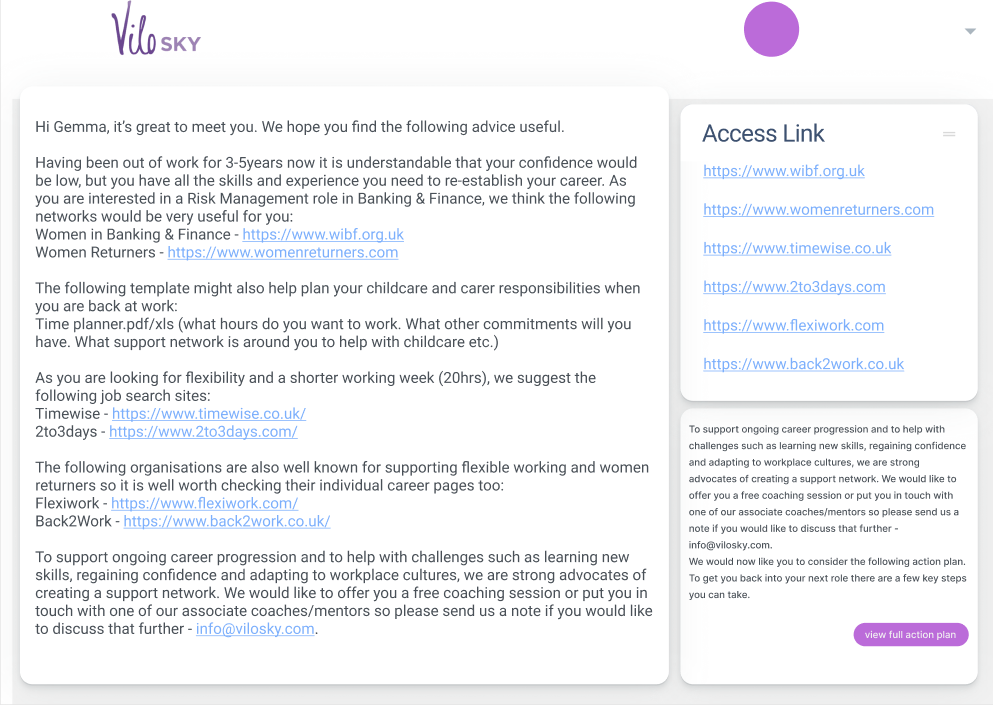 Vilo SKY
Hi Gemma, it's great to meet you. We hope you find the following advice useful.
Having been out of work for 3-5years now it is understandable that your confidence would
be low, but you have all the skills and experience you need to re-establish your career. As
you are interested in a Risk Management role in Banking & Finance, we think the following
networks would be very useful for you:
Women in Banking & Finance - https://www.wibf.org.uk
Women Returners - https://www.womenreturners.com
The following template might also help plan your childcare and carer responsibilities when
you are back at work:
Time planner.pdf/xls (what hours do you want to work. What other commitments will you
have. What support network is around you to help with childcare etc.)
As you are looking for flexibility and a shorter working week (20hrs), we suggest the
following job search sites:
Timewise - https://www.timewise.co.uk/
2to3days - https://www.2to3days.com/
The following organisations are also well known for supporting flexible working and women
returners so it is well worth checking their individual career pages too:
Flexiwork - https://www.flexiwork.com/
Back2Work - https://www.back2work.co.uk/
To support ongoing career progression and to help with challenges such as learning new
skills, regaining confidence and adapting to workplace cultures, we are strong advocates of
creating a support network. We would like to offer you a free coaching session or put you in
touch with one of our associate coaches/mentors so please send us a note if you would like
to discuss that further - info@vilosky.com.
Access Link
https://www.wibf.org.uk
https://www.womenreturners.com
https://www.timewise.co.uk
https://www.2to3days.com
https://www.flexiwork.com
https://www.back2work.co.uk
To support ongoing career progression and to help with
challenges such as learning new skills, regaining confidence
and adapting to workplace cultures, we are strong
advocates of creating a support network. We would like to
offer you a free coaching session or put you in touch with
one of our associate coaches/mentors so please send us a
note if you would like to discuss that further -
info@vilosky.com.
We would now like you to consider the following action plan.
To get you back into your next role there are a few key steps
you can take.
view full action plan